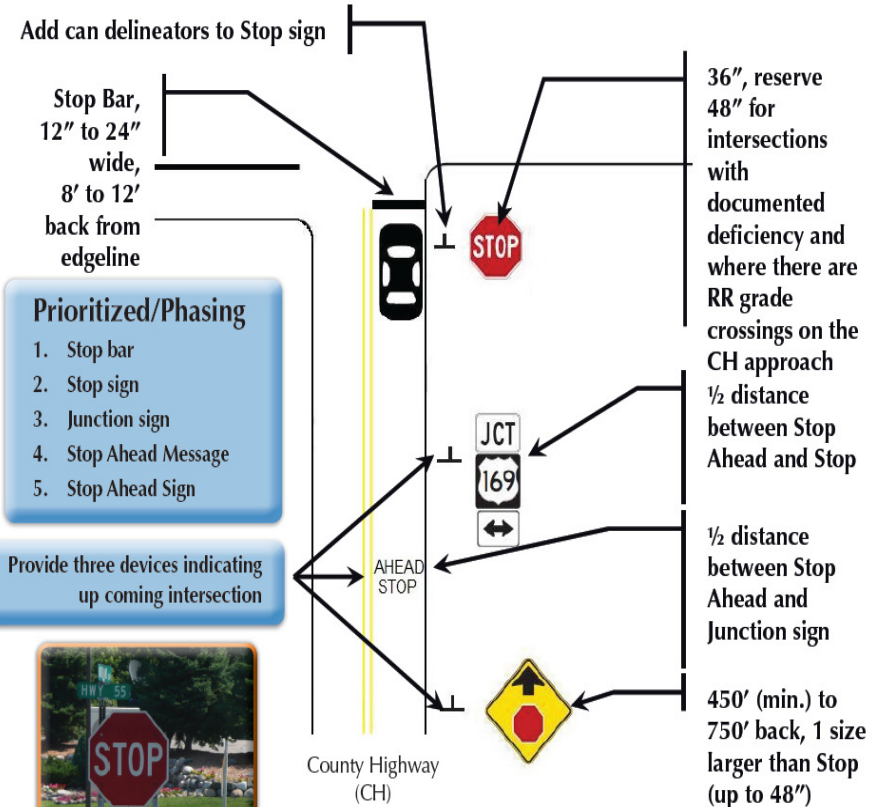 Add can delineators to Stop sign
Stop Bar,
12” to 24”
wide,
8’ to 12’
back from
edgeline
36”, reserve
48” for
intersections
with
documented
deficiency and
where there are
RR grade
crossings on the
CH approach
STOP
Prioritized/Phasing
1. Stop bar
2. Stop sign
3. Junction sign
4. Stop Ahead Message
5. Stop Ahead Sign
JCT
169
½ distance
between Stop
Ahead and Stop
Provide three devices indicating
up coming intersection
AHEAD
STOP
½ distance
between Stop
Ahead and
Junction sign
450’ (min.) to
750’ back, 1 size
larger than Stop
(up to 48”)
HWY 55
STOP
County Highway
(CH)